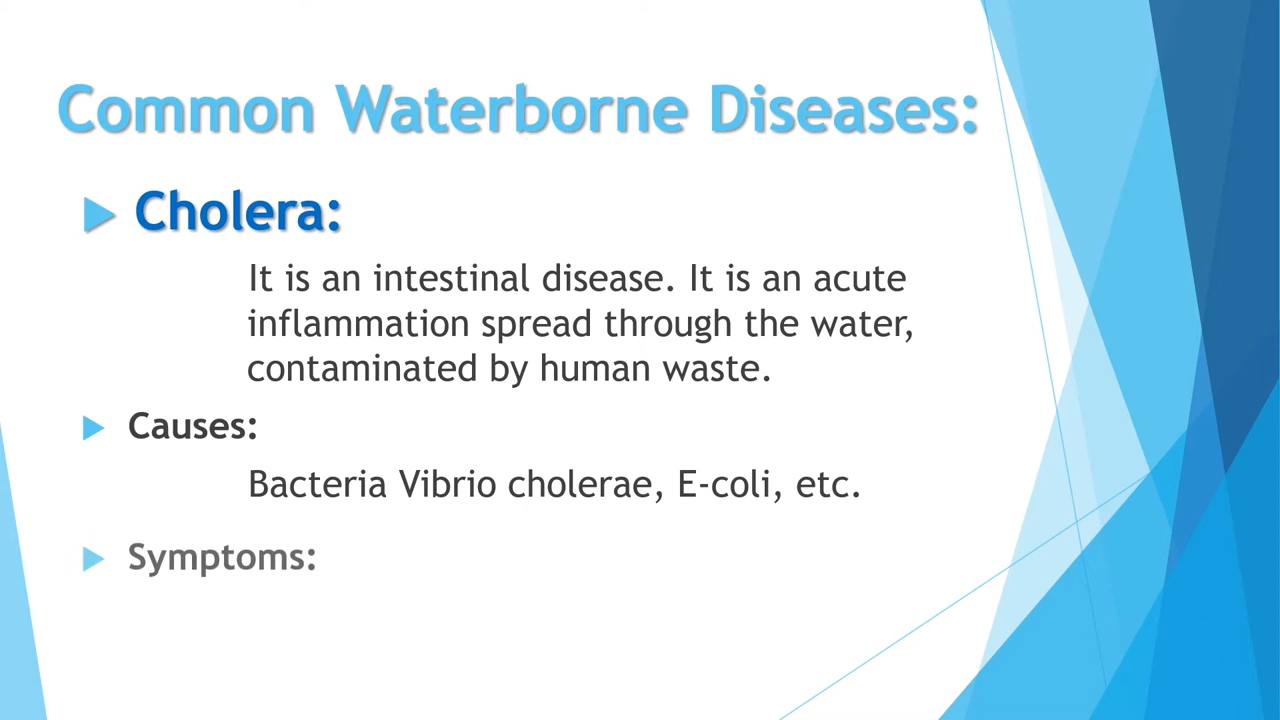 Common Waterborne Diseases:
Cholera:
It is an intestinal disease. It is an acute
inflammation spread through the water,
contaminated by human waste.
Causes:
Bacteria Vibrio cholerae, E-coli, etc.
Symptoms: